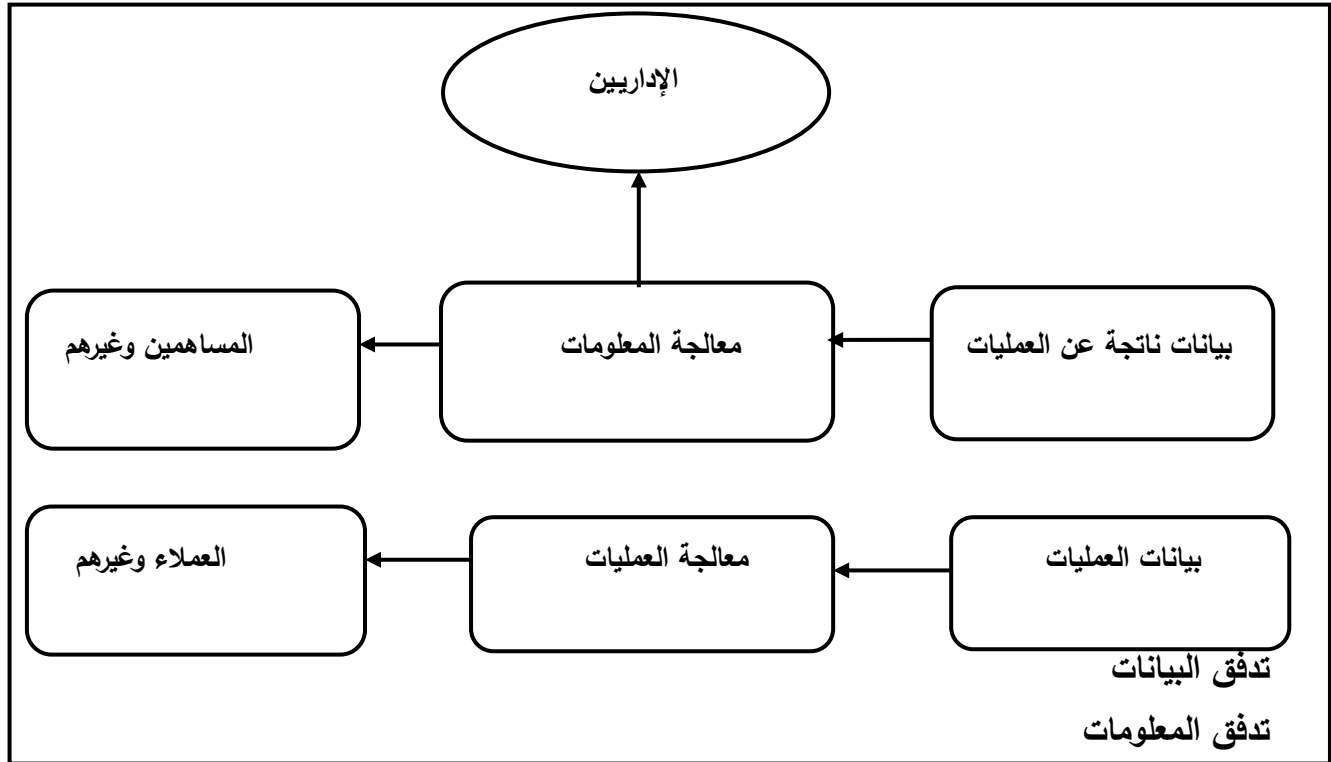 الإداريين
بيانات ناتجة عن العمليات
معالجة المعلومات
المساهمين وغيرهم
بيانات العمليات
معالجة العمليات
العملاء وغيرهم
تدفق البيانات
تدفق المعلومات